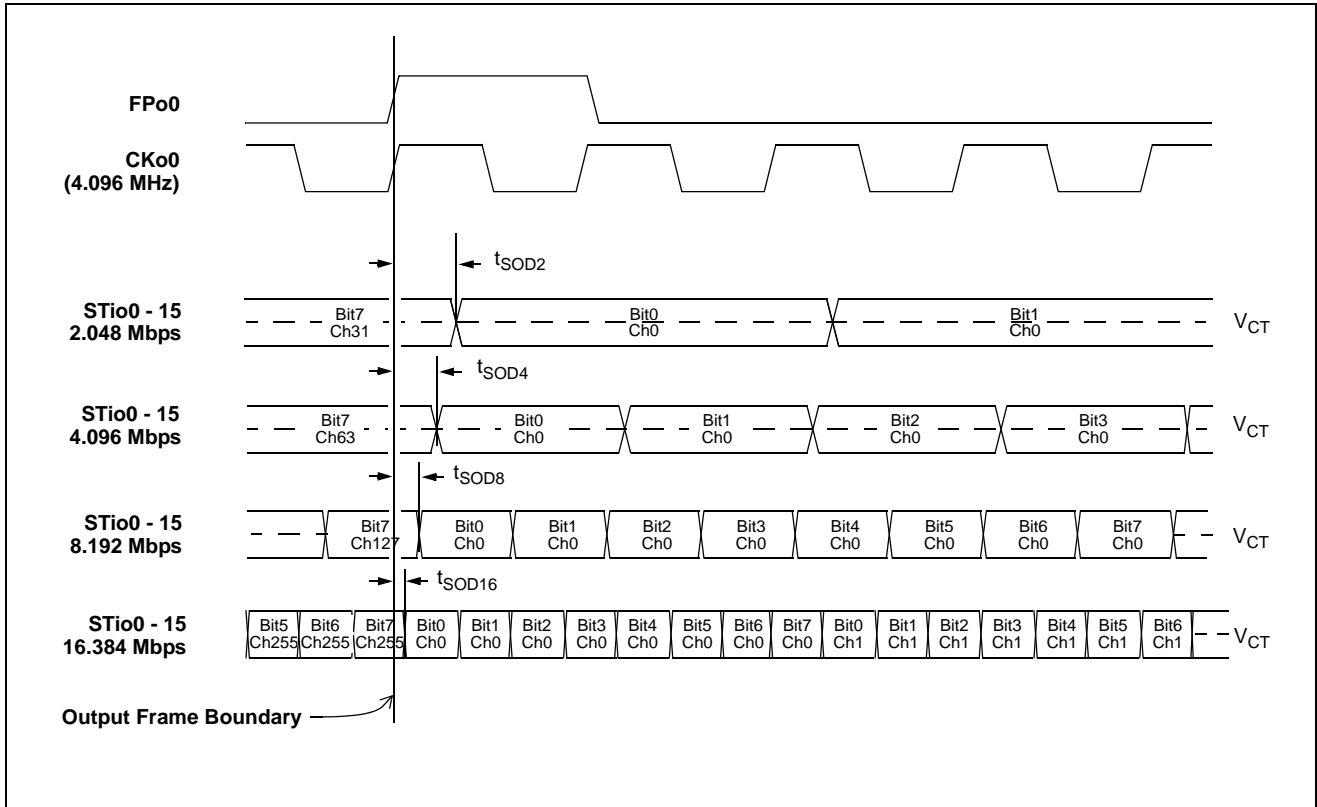 FPo0
CKo0
(4.096 MHz)
tSOD2
STio0 - 15
2.048 Mbps
Bit7
Ch31
Bit0
Ch0
Bit1
Ch0
VCT
tSOD4
STio0 - 15
4.096 Mbps
Bit7
Ch63
Bit0
Ch0
Bit1
Ch0
Bit2
Ch0
Bit3
Ch0
VCT
tSOD8
STio0 - 15
8.192 Mbps
Bit7
Ch127
Bit0
Ch0
Bit1
Ch0
Bit2
Ch0
Bit3
Ch0
Bit4
Ch0
Bit5
Ch0
Bit6
Ch0
Bit7
Ch0
VCT
tSOD16
STio0 - 15
16.384 Mbps
Bit5
Ch255
Bit6
Ch255
Bit7
Ch255
Bit0
Ch0
Bit1
Ch0
Bit2
Ch0
Bit3
Ch0
Bit4
Ch0
Bit5
Ch0
Bit6
Ch0
Bit7
Ch0
Bit0
Ch1
Bit1
Ch1
Bit2
Ch1
Bit3
Ch1
Bit4
Ch1
Bit5
Ch1
Bit6
Ch1
VCT
Output Frame Boundary